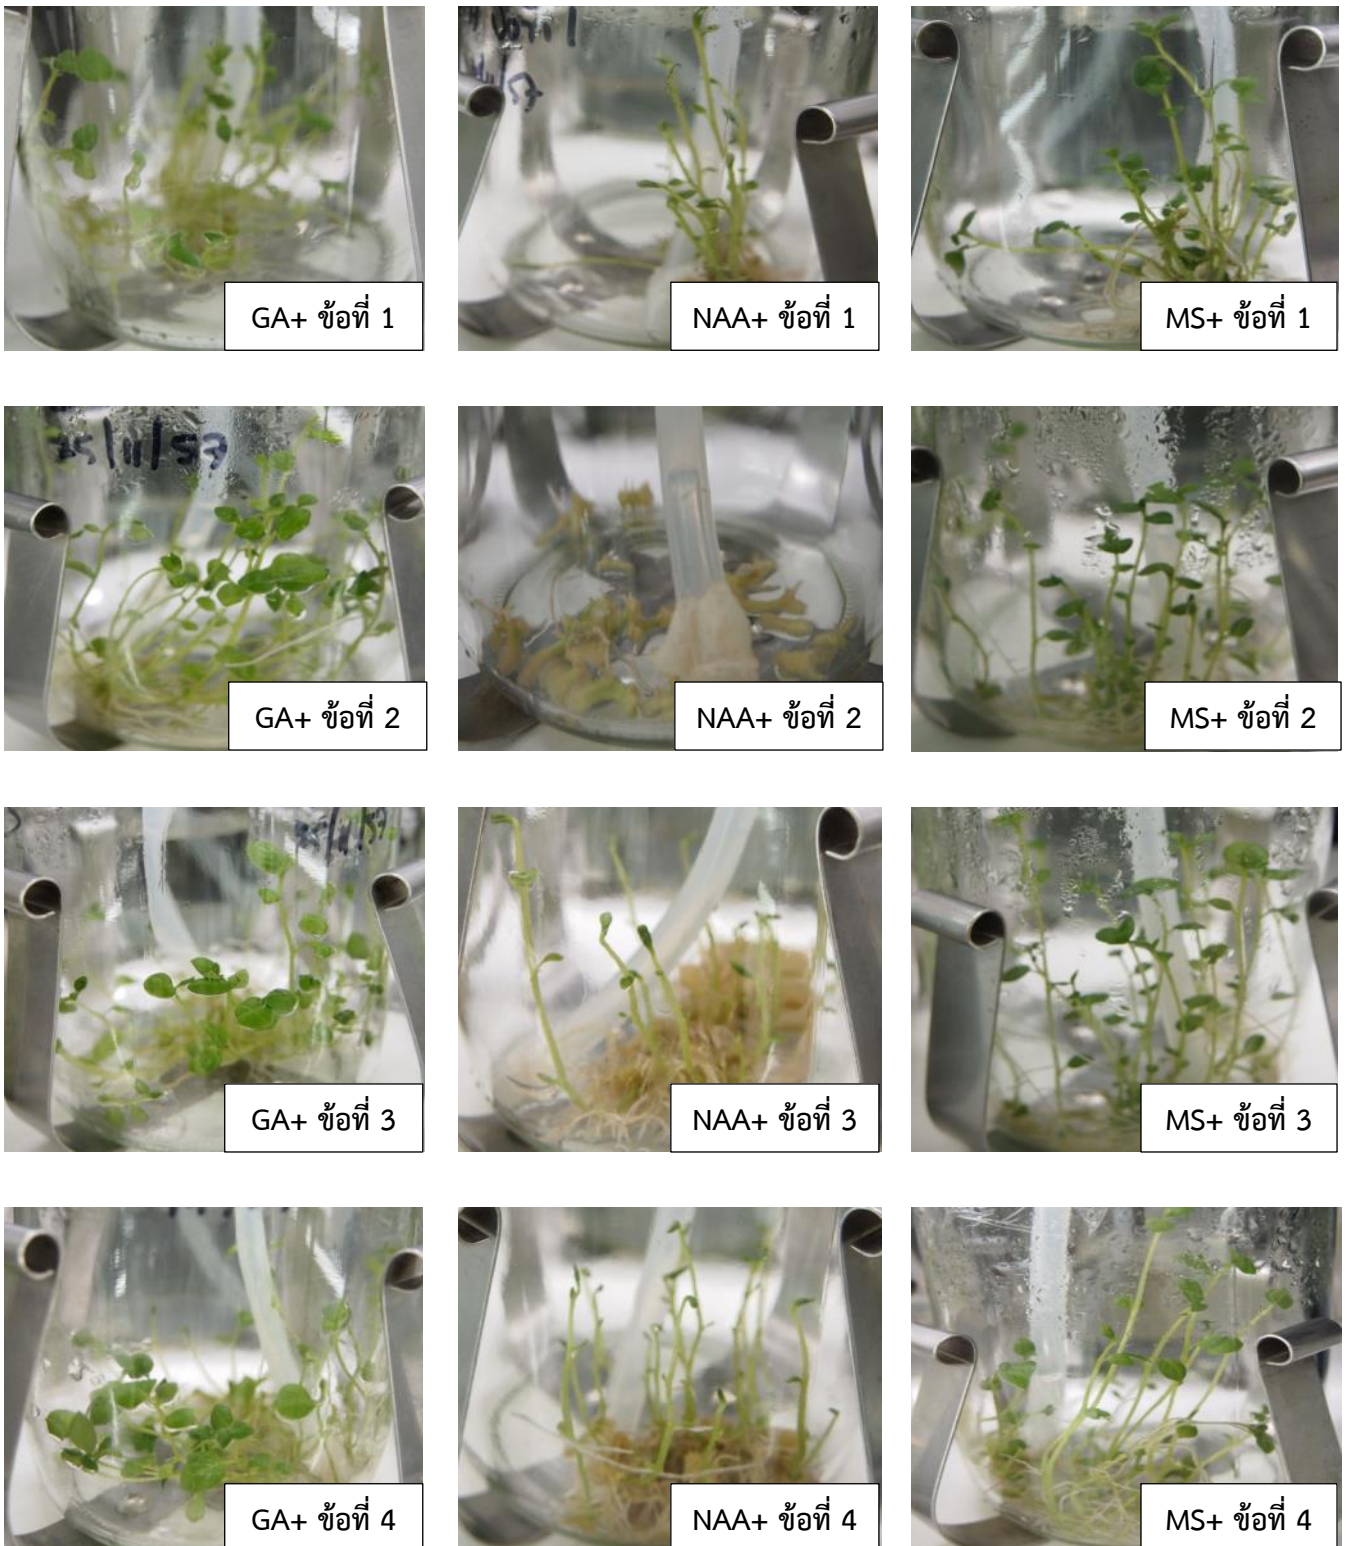 GA+ ข้อที่ 1
NAA+ ข้อที่ 1
MS+ ข้อที่ 1
25/11/57
GA+ ข้อที่ 2
NAA+ ข้อที่ 2
MS+ ข้อที่ 2
GA+ ข้อที่ 3
NAA+ ข้อที่ 3
MS+ ข้อที่ 3
GA+ ข้อที่ 4
NAA+ ข้อที่ 4
MS+ ข้อที่ 4